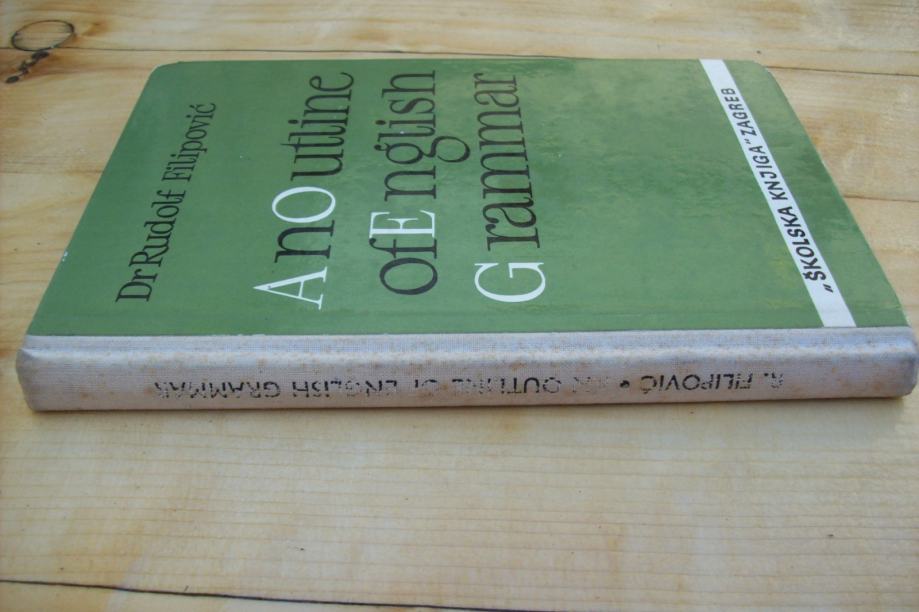 Dr Rudolf Filipović
An Outline
Of English
Grammar
„ŠKOLSKA KNJIGA" ZAGREB
R. FILIPOVIĆ • AN OUTLINE OF ENGLISH GRAMMAR